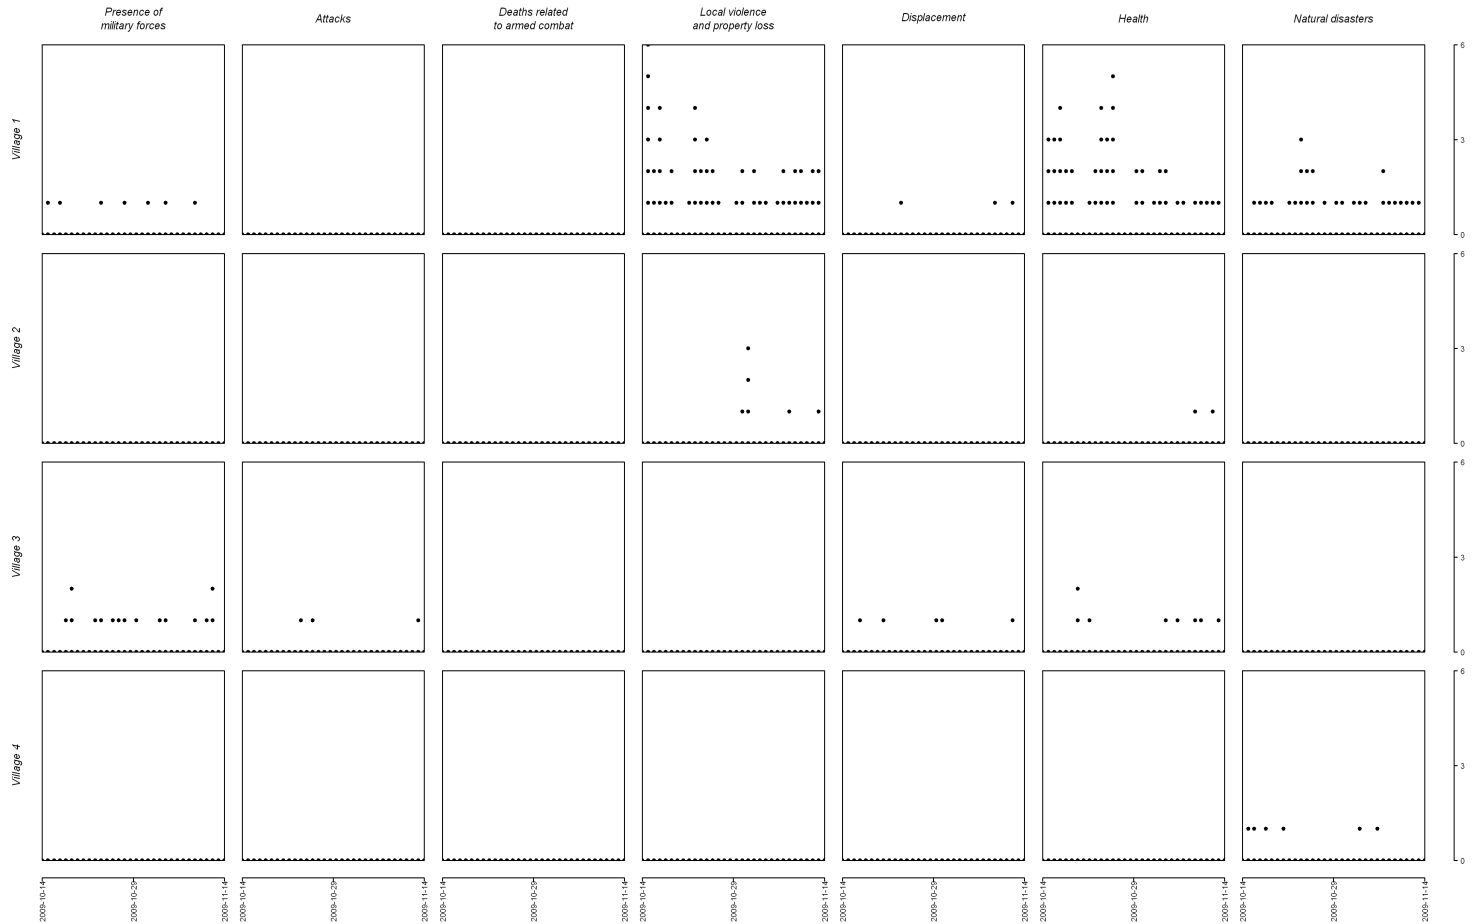 Presence of
military forces
Attacks
Deaths related
to armed combat
Local violence
and property loss
Displacement
Health
Natural disasters
Village 1
6
3
0
Village 2
6
3
0
Village 3
6
3
0
Village 4
6
3
0
2009-10-14
2009-10-29
2009-11-14
2009-10-14
2009-10-29
2009-11-14
2009-10-14
2009-10-29
2009-11-14
2009-10-14
2009-10-29
2009-11-14
2009-10-14
2009-10-29
2009-11-14
2009-10-14
2009-10-29
2009-11-14
2009-10-14
2009-10-29
2009-11-14